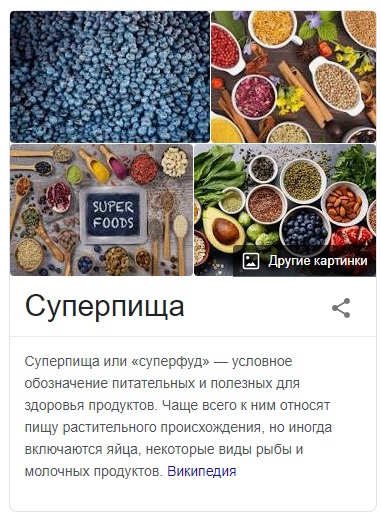 SUPER
FOODS
Другие картинки
Суперпища
Суперпища или «суперфуд» — условное
обозначение питательных и полезных для
здоровья продуктов. Чаще всего к ним относят
пищу растительного происхождения, но иногда
включаются яйца, некоторые виды рыбы и
молочных продуктов. Википедия